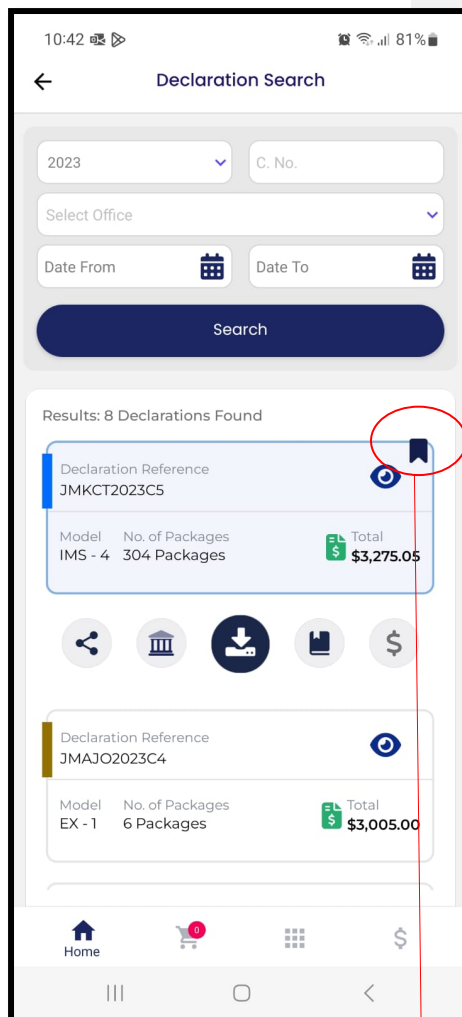 10:42 81%
Declaration Search
2023 C. No.
Select Office
Date From Date To
Search
Results: 8 Declarations Found
Declaration Reference
JMKCT2023C5
Model No. of Packages Total
IMS - 4 304 Packages $3,275.05
$
Declaration Reference
JMAJO2023C4
Model No. of Packages Total
EX - 1 6 Packages $3,005.00
0
Home $